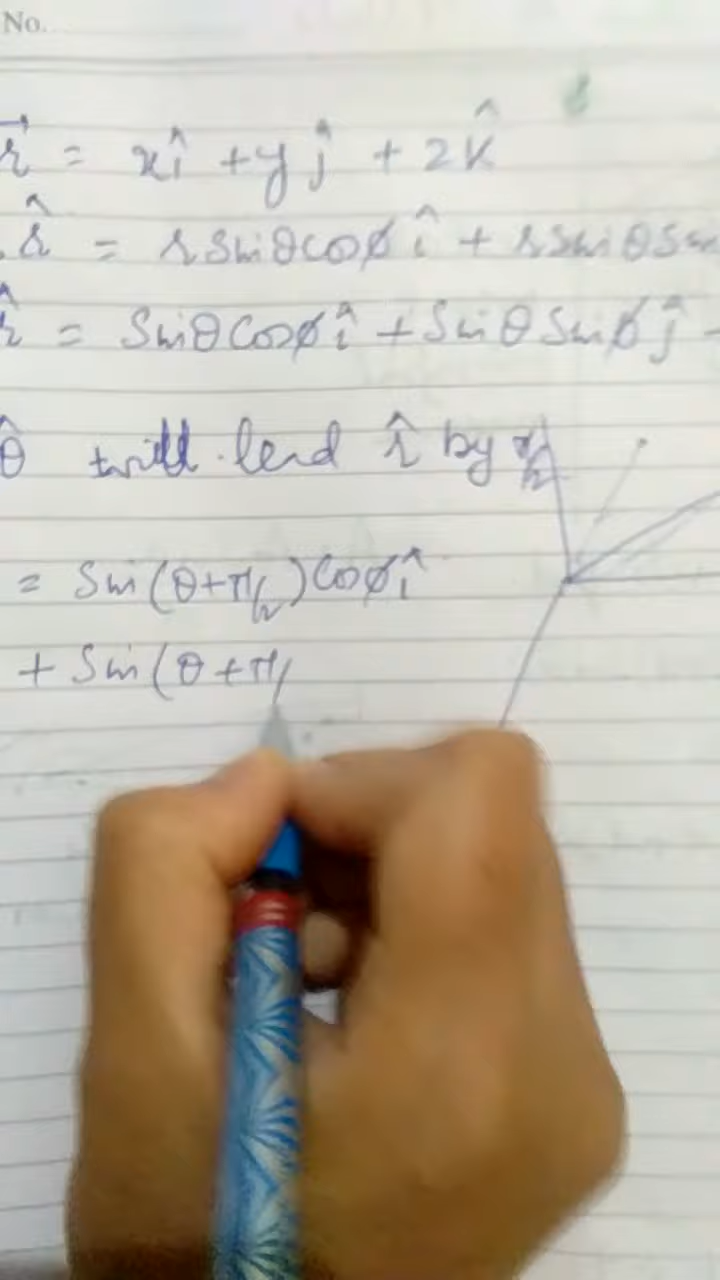 No.
r⃗ = xî + yĵ + zk̂
. r̂ = r Sinθ cosϕ î + r Sinθ Sin
r̂ = Sinθ Cosϕ î + Sinθ Sinϕ ĵ -
θ̂ will lead r̂ by π/2
= Sin(θ+π/2) Cosϕ î
+ Sin(θ+π/